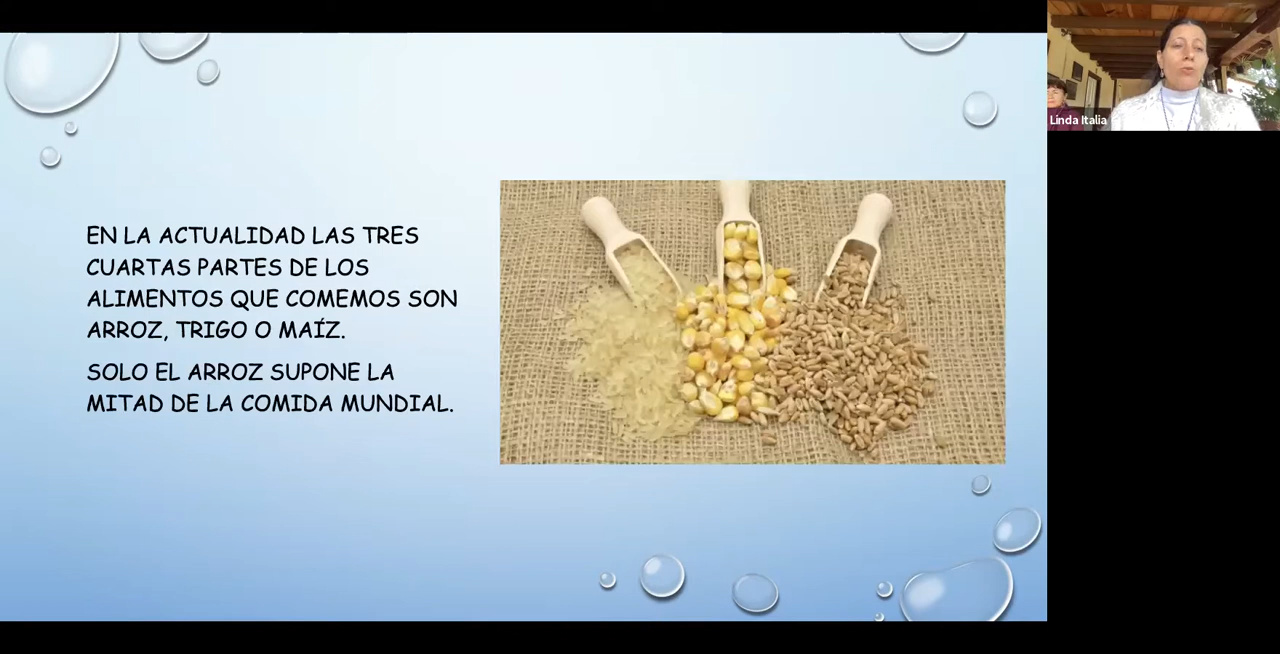 EN LA ACTUALIDAD LAS TRES
CUARTAS PARTES DE LOS
ALIMENTOS QUE COMEMOS SON
ARROZ, TRIGO O MAÍZ.
SOLO EL ARROZ SUPONE LA
MITAD DE LA COMIDA MUNDIAL.
Linda Italia